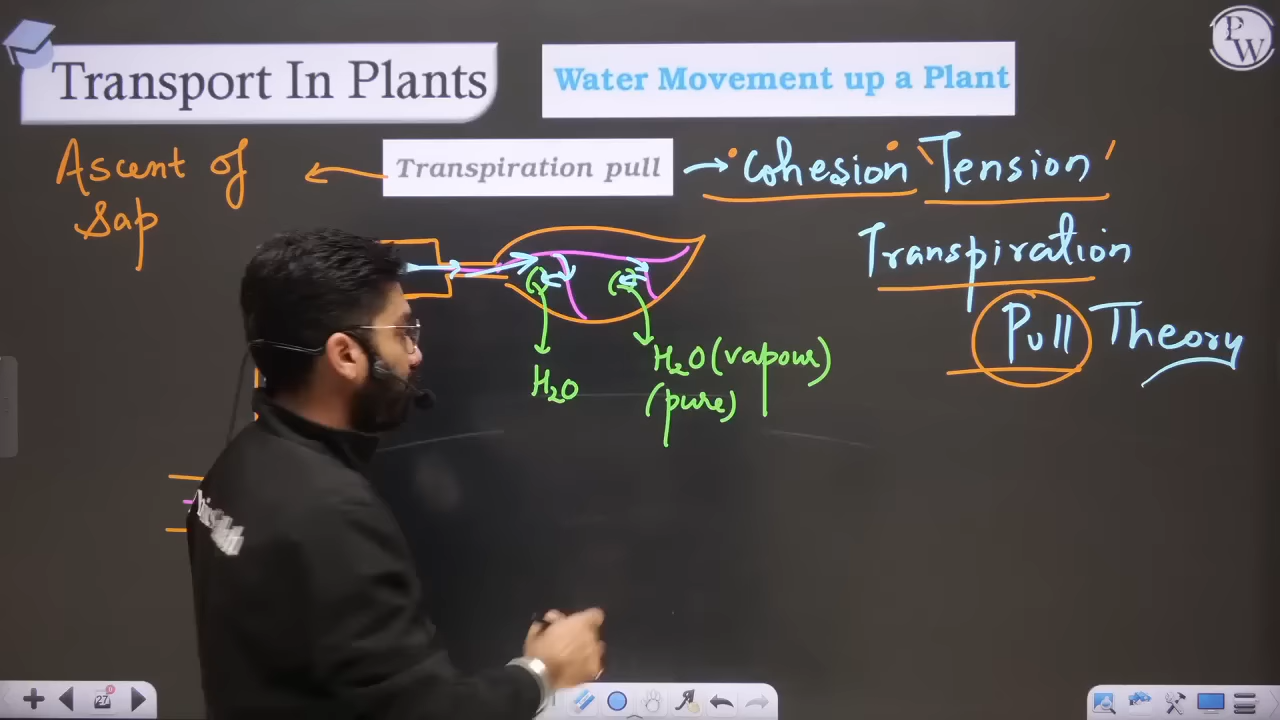 Transport In Plants
Water Movement up a Plant
PW
Ascent of
Sap
Transpiration pull
Cohesion Tension
Transpiration
Pull Theory
H₂O
H₂O (vapour)
(pure)
27